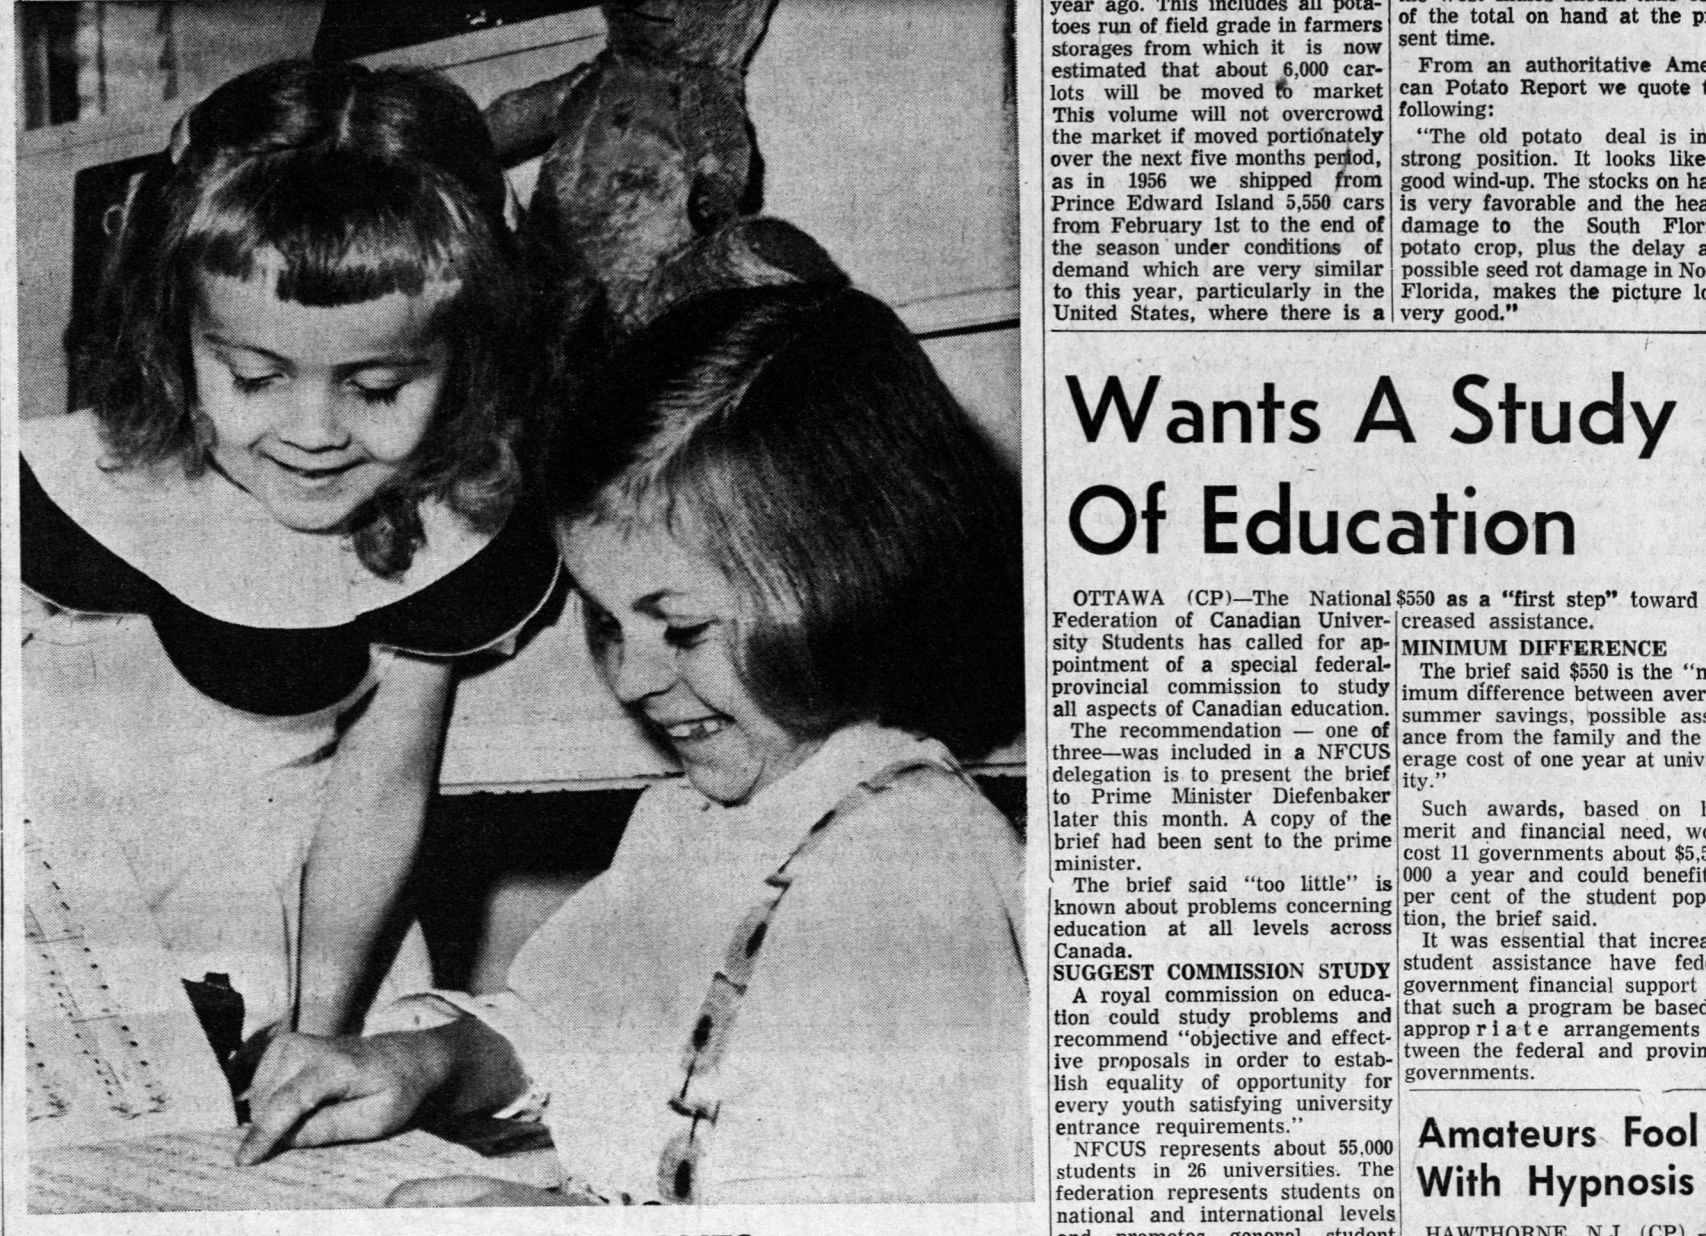 year ago. This includes all pota-
toes run of field grade in farmers
storages from which it is now
estimated that about 6,000 car-
lots will be moved to market
This volume will not overcrowd
the market if moved portionately
over the next five months period,
as in 1956 we shipped from
Prince Edward Island 5,550 cars
from February 1st to the end of
the season under conditions of
demand which are very similar
to this year, particularly in the
United States, where there is a
of the total on hand at the
sent time.
From an authoritative
can Potato Report we quote
following:
"The old potato deal is in
strong position. It looks like
good wind-up. The stocks on
is very favorable and the
damage to the South
potato crop, plus the delay
possible seed rot damage in
Florida, makes the picture
very good."
Wants A Study
Of Education
OTTAWA (CP)—The National
Federation of Canadian Univer-
sity Students has called for ap-
pointment of a special federal-
provincial commission to study
all aspects of Canadian education.
The recommendation — one of
three—was included in a NFCUS
delegation is to present the brief
to Prime Minister Diefenbaker
later this month. A copy of the
brief had been sent to the prime
minister.
The brief said "too little" is
known about problems concerning
education at all levels across
Canada.
SUGGEST COMMISSION STUDY
A royal commission on educa-
tion could study problems and
recommend "objective and effect-
ive proposals in order to estab-
lish equality of opportunity for
every youth satisfying university
entrance requirements."
NFCUS represents about 55,000
students in 26 universities. The
federation represents students on
national and international levels
and promotes general student
$550 as a "first step" toward
creased assistance.
MINIMUM DIFFERENCE
The brief said $550 is the
imum difference between
summer savings, possible
ance from the family and the
erage cost of one year at
ity."
Such awards, based on
merit and financial need,
cost 11 governments about
000 a year and could benefit
per cent of the student
tion, the brief said.
It was essential that
student assistance have
government financial support
that such a program be based
approp r i a t e arrangements
tween the federal and
governments.
Amateurs Fool
With Hypnosis
HAWTHORNE, N.J. (CP)